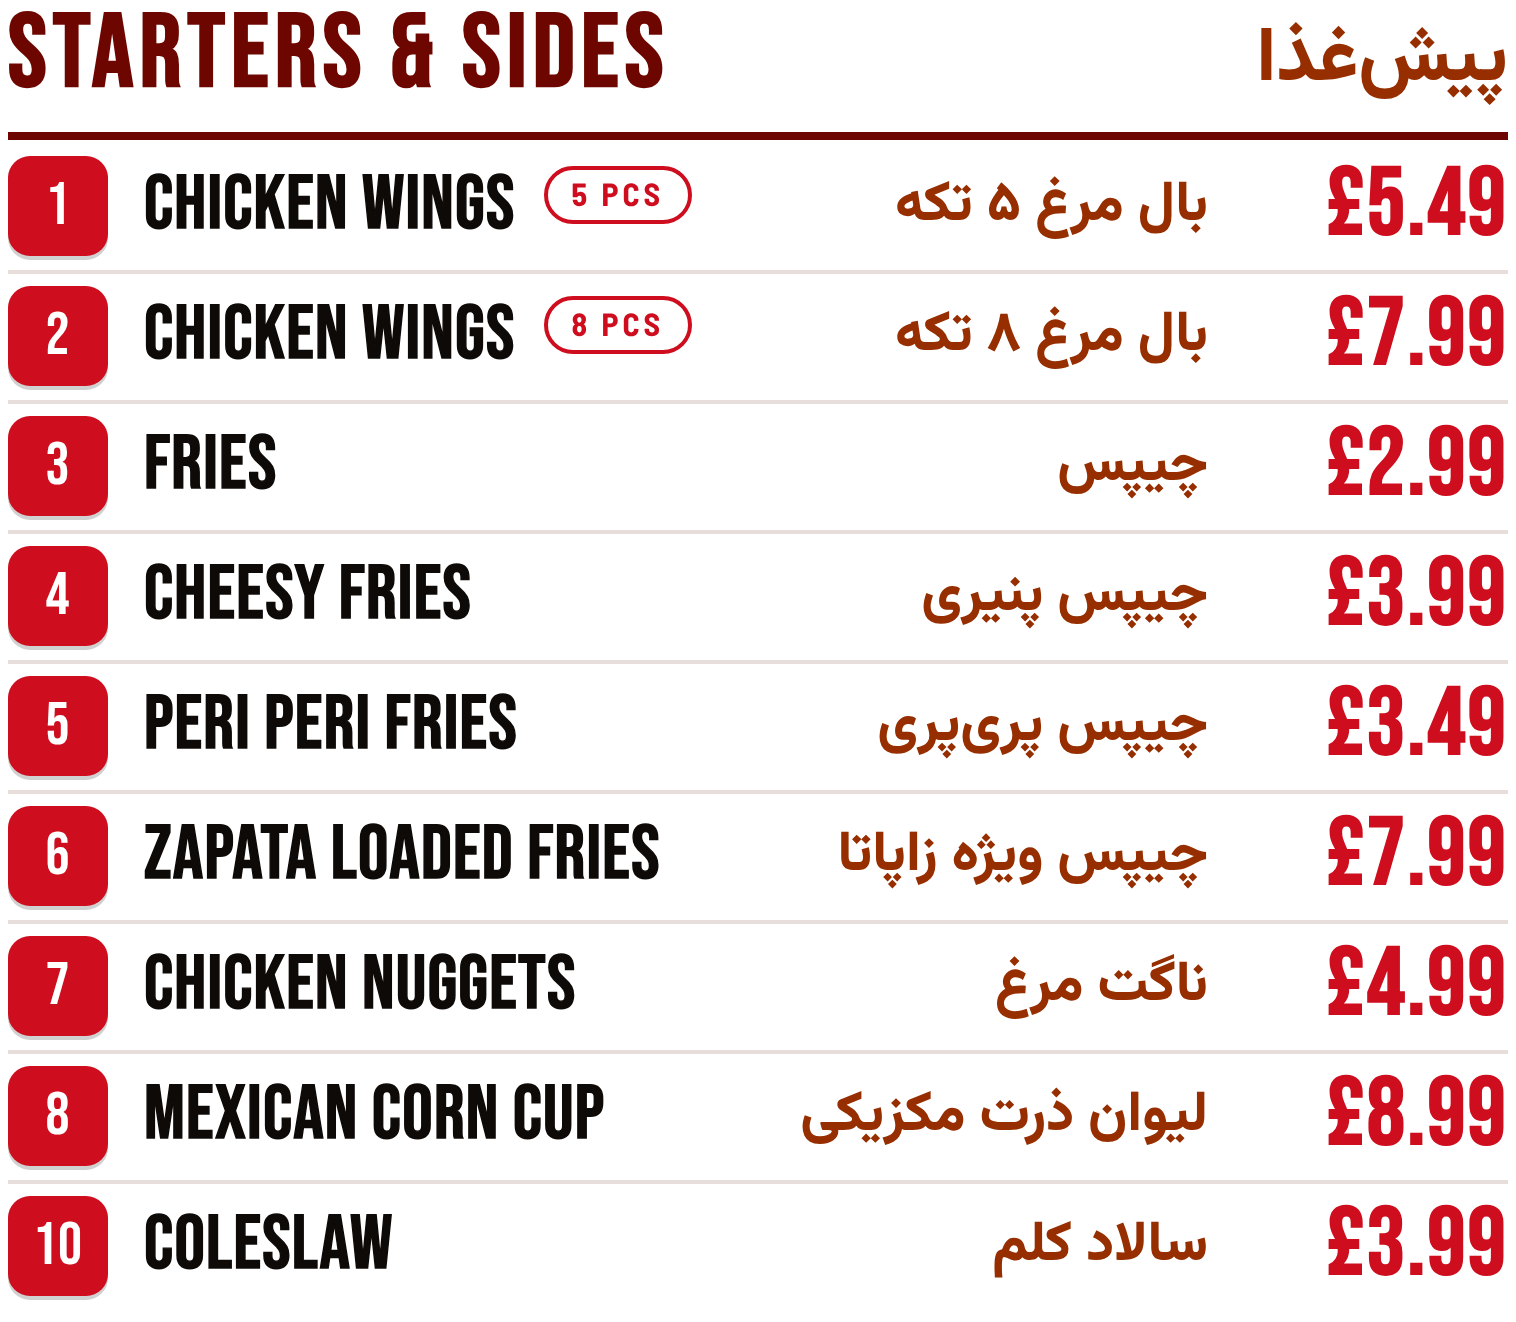 STARTERS & SIDES پیش‌غذا
1 CHICKEN WINGS 5 PCS بال مرغ ۵ تکه £5.49
2 CHICKEN WINGS 8 PCS بال مرغ ۸ تکه £7.99
3 FRIES چیپس £2.99
4 CHEESY FRIES چیپس پنیری £3.99
5 PERI PERI FRIES چیپس پری‌پری £3.49
6 ZAPATA LOADED FRIES چیپس ویژه زاپاتا £7.99
7 CHICKEN NUGGETS ناگت مرغ £4.99
8 MEXICAN CORN CUP لیوان ذرت مکزیکی £8.99
10 COLESLAW سالاد کلم £3.99